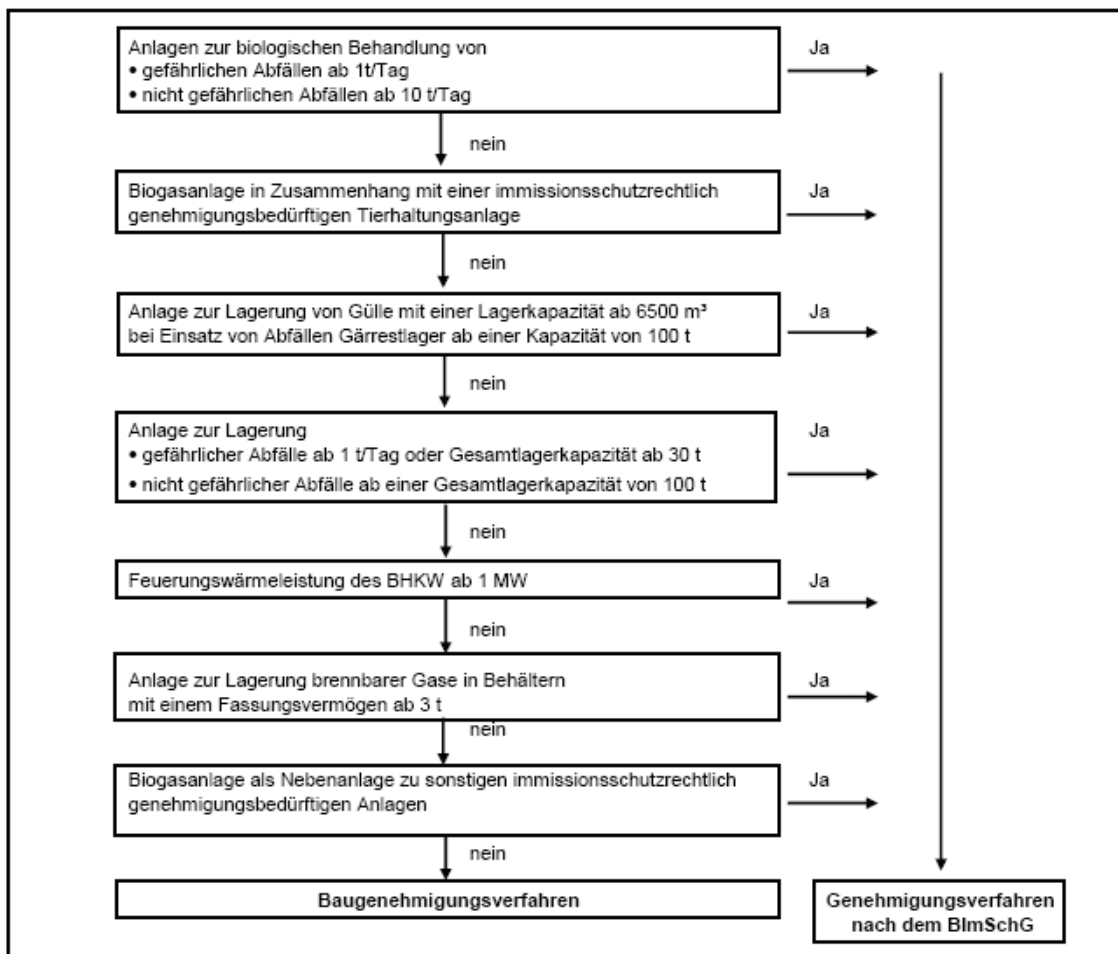 Anlagen zur biologischen Behandlung von
• gefährlichen Abfällen ab 1t/Tag
• nicht gefährlichen Abfällen ab 10 t/Tag
Ja
nein
Biogasanlage in Zusammenhang mit einer immissionsschutzrechtlich
genehmigungsbedürftigen Tierhaltungsanlage
Ja
nein
Anlage zur Lagerung von Gülle mit einer Lagerkapazität ab 6500 m³
bei Einsatz von Abfällen Gärrestlager ab einer Kapazität von 100 t
Ja
nein
Anlage zur Lagerung
• gefährlicher Abfälle ab 1 t/Tag oder Gesamtlagerkapazität ab 30 t
• nicht gefährlicher Abfälle ab einer Gesamtlagerkapazität von 100 t
Ja
nein
Feuerungswärmeleistung des BHKW ab 1 MW
Ja
nein
Anlage zur Lagerung brennbarer Gase in Behältern
mit einem Fassungsvermögen ab 3 t
Ja
nein
Biogasanlage als Nebenanlage zu sonstigen immissionsschutzrechtlich
genehmigungsbedürftigen Anlagen
Ja
nein
Baugenehmigungsverfahren
Genehmigungsverfahren
nach dem BImSchG